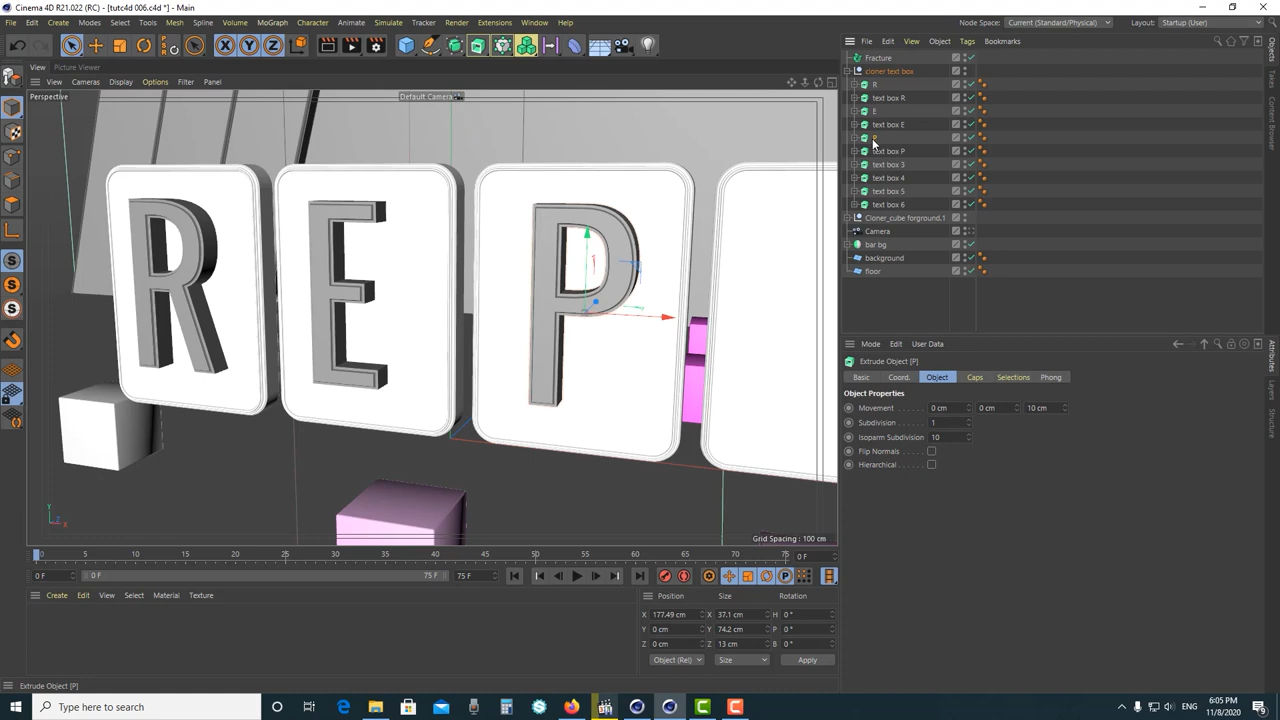 Cinema 4D R21.022 (RC) - [tutc4d 006.c4d *] - Main
File Edit Create Modes Select Tools Mesh Spline Volume MoGraph Character Animate Simulate Tracker Render Extensions Window Help
Node Space: Current (Standard/Physical) Layout: Startup (User)
X Y Z
File Edit View Object Tags Bookmarks
View Picture Viewer
View Cameras Display Options Filter Panel
Perspective
Default Camera
R E P
Fracture
cloner text box
R
text box R
E
text box E
P
text box P
text box 3
text box 4
text box 5
text box 6
Cloner_cube forground.1
Camera
bar bg
background
floor
Objects
Takes
Content Browser
Attributes
Layers
Structure
Mode Edit User Data
Extrude Object [P]
Basic Coord. Object Caps Selections Phong
Object Properties
Movement 0 cm 0 cm 10 cm
Subdivision 1
Isoparm Subdivision 10
Flip Normals
Hierarchical
Y
Z X
Grid Spacing : 100 cm
0 5 10 15 20 25 30 35 40 45 50 55 60 65 70 75 0 F
0 F 0 F 75 F 75 F
Create Edit View Select Material Texture
Position Size Rotation
X 177.49 cm X 37.1 cm H 0 °
Y 0 cm Y 74.2 cm P 0 °
Z 0 cm Z 13 cm B 0 °
Object (Rel) Size Apply
Extrude Object [P]
Type here to search
ENG
6:05 PM
11/8/2020